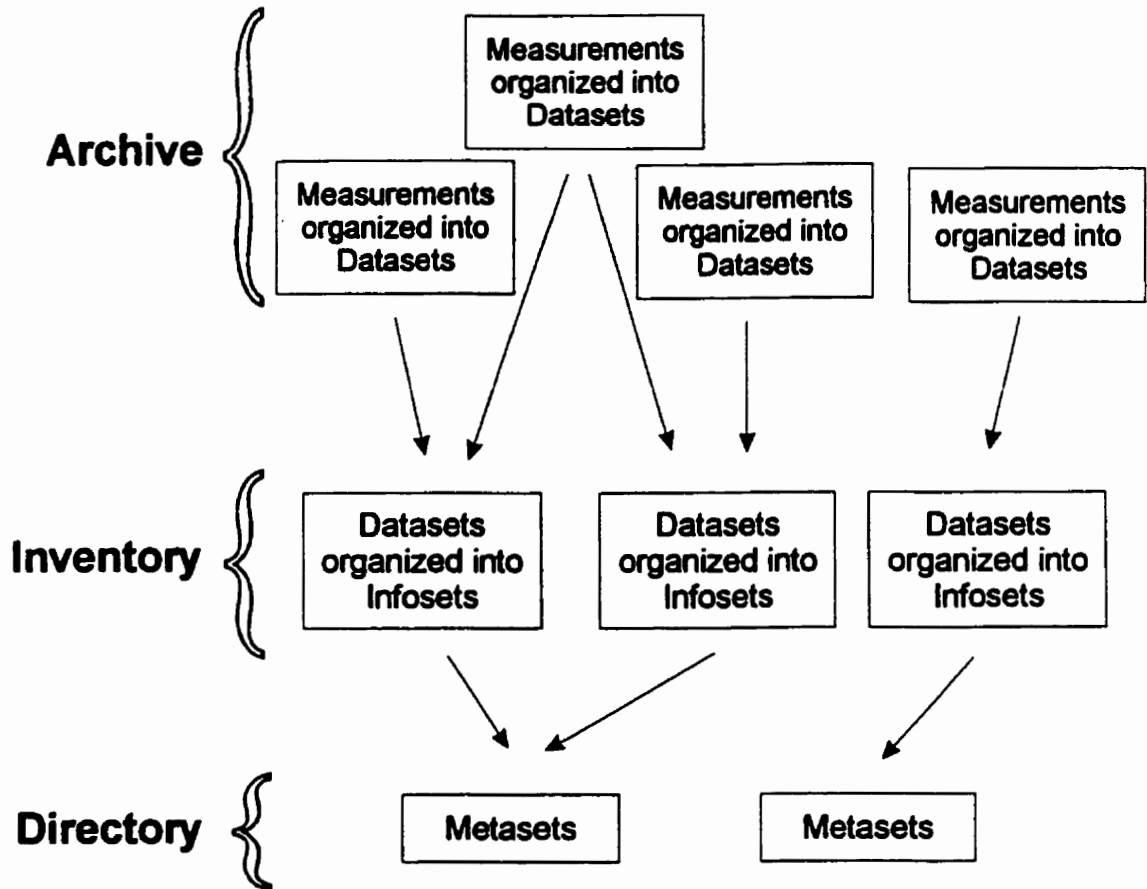 Archive
Measurements
organized into
Datasets
Measurements
organized into
Datasets
Measurements
organized into
Datasets
Measurements
organized into
Datasets
Inventory
Datasets
organized into
Infosets
Datasets
organized into
Infosets
Datasets
organized into
Infosets
Directory
Metasets
Metasets